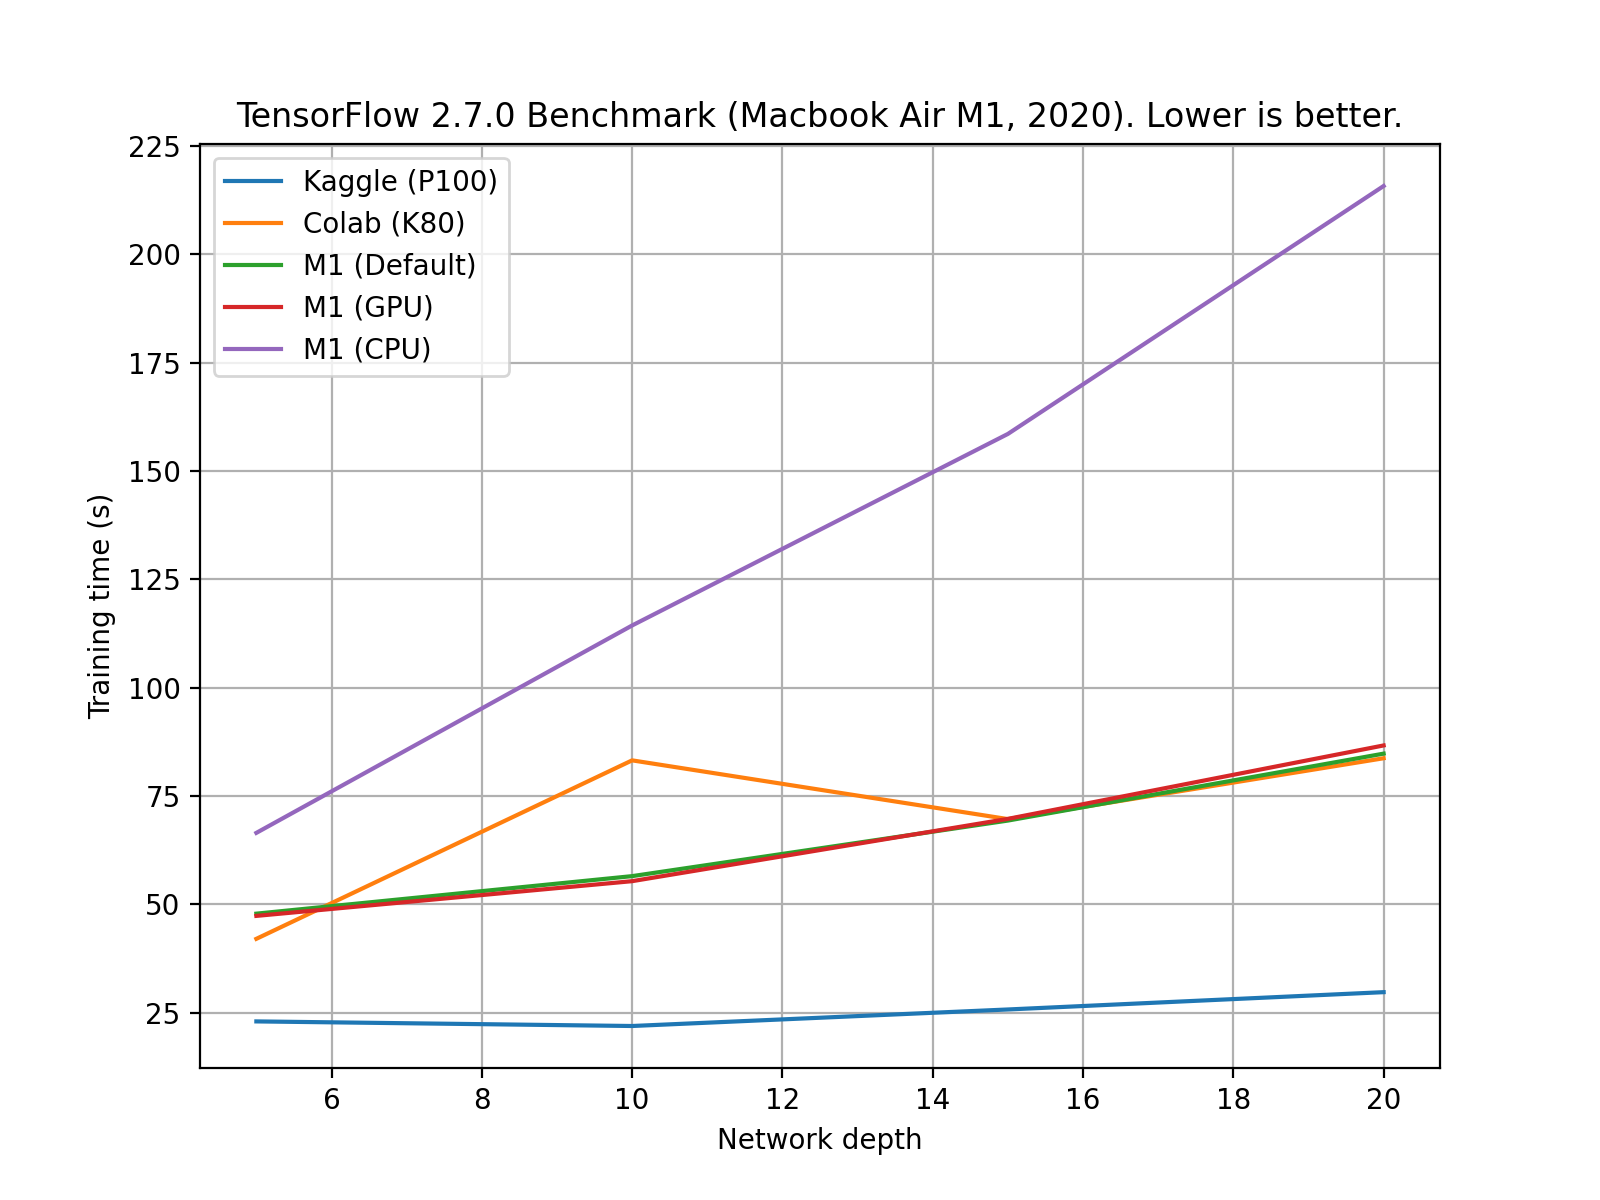 TensorFlow 2.7.0 Benchmark (Macbook Air M1, 2020). Lower is better.
Kaggle (P100)
Colab (K80)
M1 (Default)
M1 (GPU)
M1 (CPU)
225
200
175
150
125
100
75
50
25
Training time (s)
6 8 10 12 14 16 18 20
Network depth